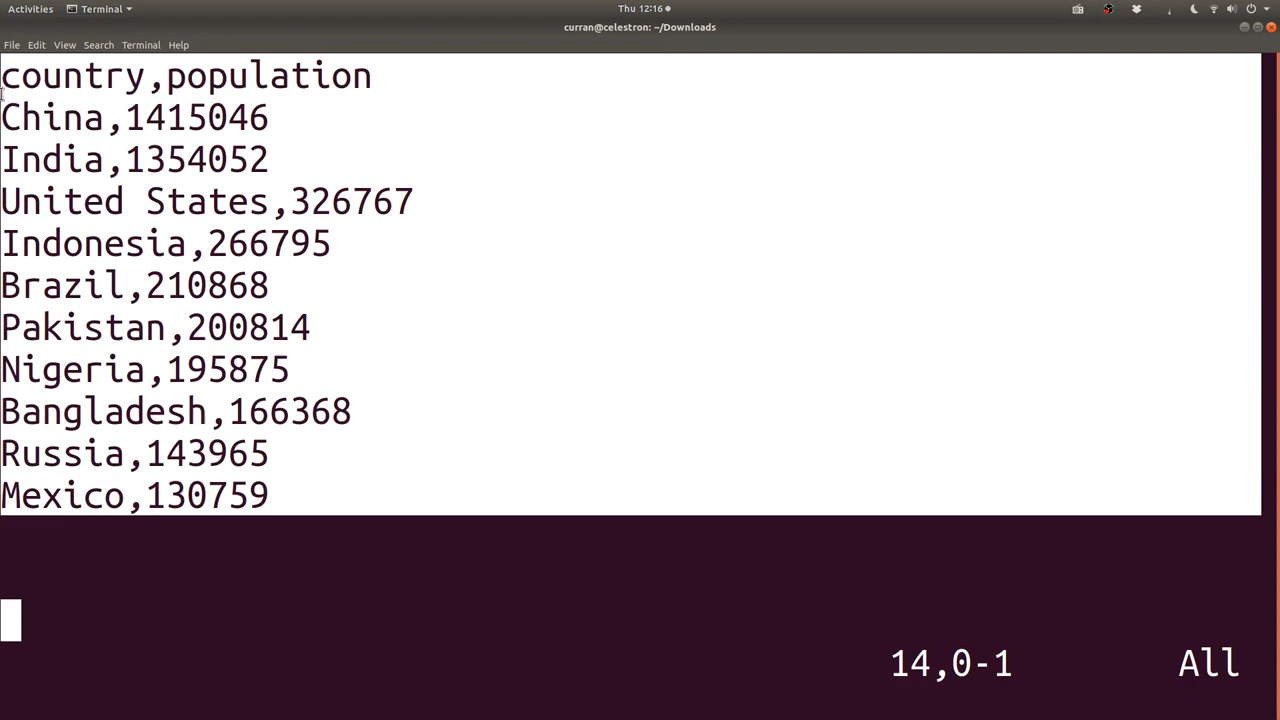 Activities Terminal Thu 12:16
curran@celestron: ~/Downloads
File Edit View Search Terminal Help
country,population
China,1415046
India,1354052
United States,326767
Indonesia,266795
Brazil,210868
Pakistan,200814
Nigeria,195875
Bangladesh,166368
Russia,143965
Mexico,130759
14,0-1 All